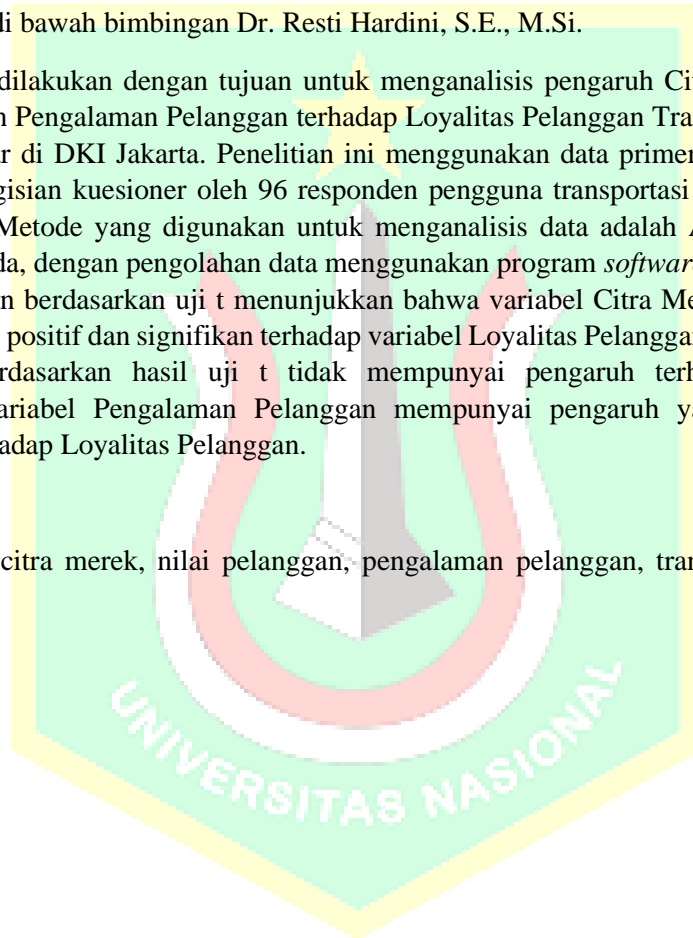 di bawah bimbingan Dr. Resti Hardini, S.E., M.Si.
dilakukan dengan tujuan untuk menganalisis pengaruh
Pengalaman Pelanggan terhadap Loyalitas Pelanggan
di DKI Jakarta. Penelitian ini menggunakan data primer
gisian kuesioner oleh 96 responden pengguna transportasi
Metode yang digunakan untuk menganalisis data adalah
da, dengan pengolahan data menggunakan program software
n berdasarkan uji t menunjukkan bahwa variabel Citra Me
positif dan signifikan terhadap variabel Loyalitas Pelanggan
erdasarkan hasil uji t tidak mempunyai pengaruh terh
ariabel Pengalaman Pelanggan mempunyai pengaruh ya
adap Loyalitas Pelanggan.
citra merek, nilai pelanggan, pengalaman pelanggan, tran
UNIVERSITAS NASIONAL